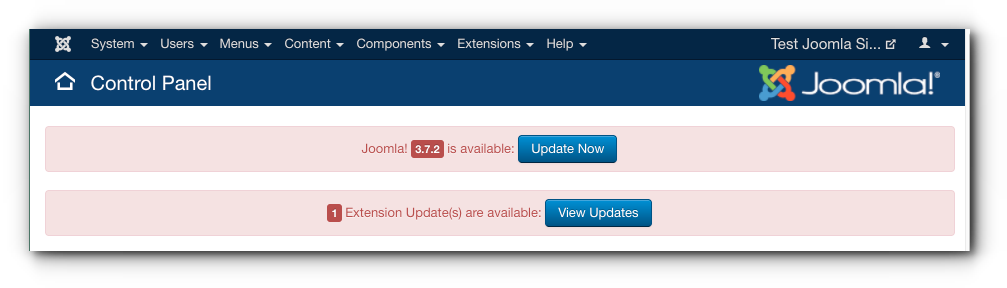 System Users Menus Content Components Extensions Help Test Joomla Si...
Control Panel Joomla!®
Joomla! 3.7.2 is available: Update Now
1 Extension Update(s) are available: View Updates